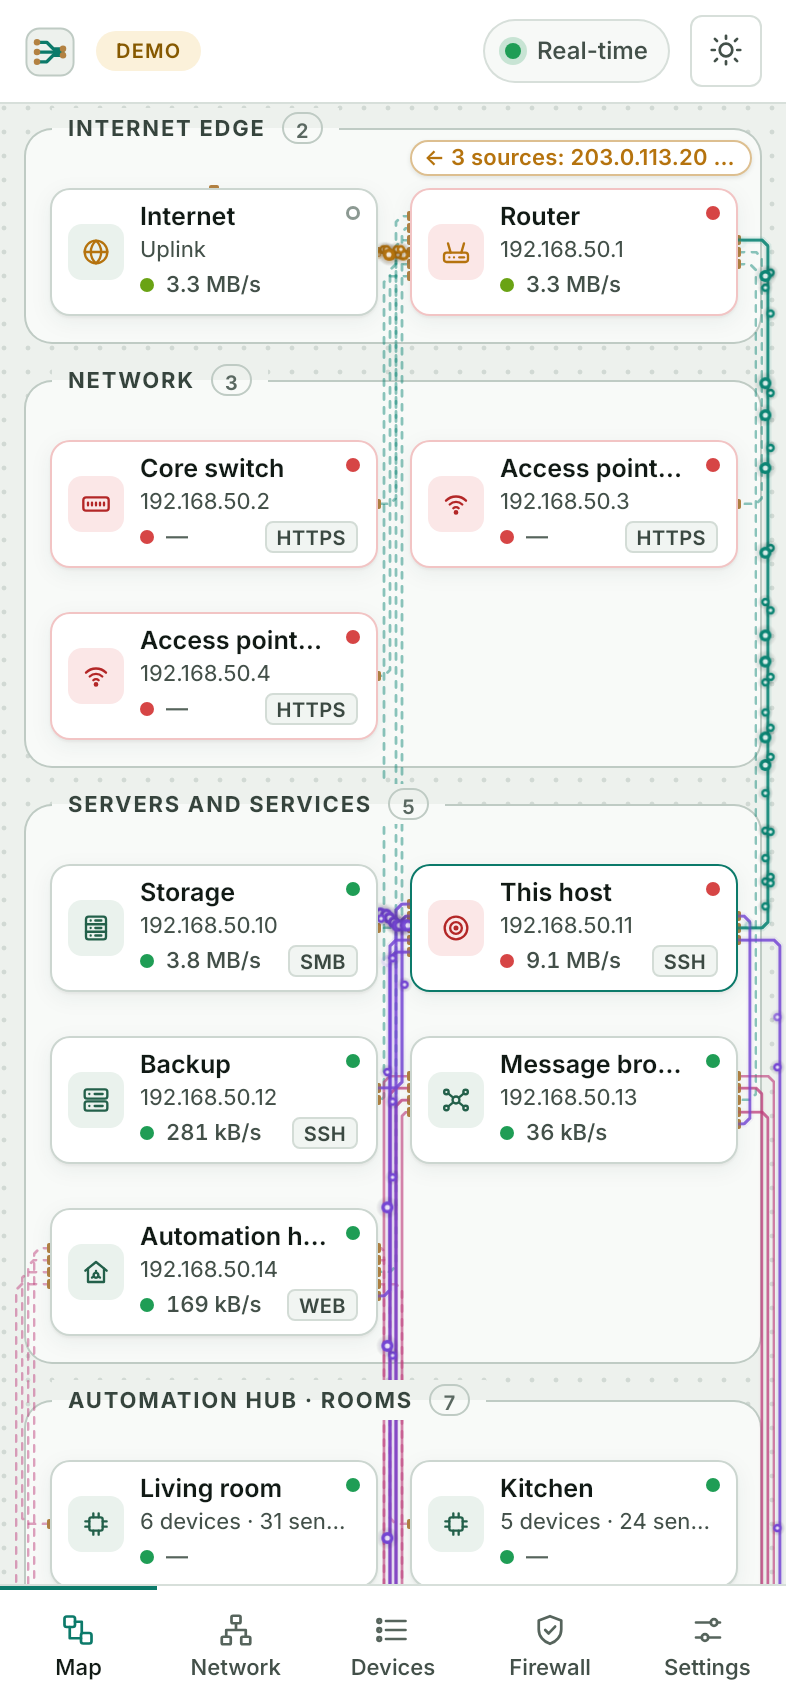 DEMO
Real-time
INTERNET EDGE 2
← 3 sources: 203.0.113.20 ...
Internet
Uplink
3.3 MB/s
Router
192.168.50.1
3.3 MB/s
NETWORK 3
Core switch
192.168.50.2
—
HTTPS
Access point...
192.168.50.3
—
HTTPS
Access point...
192.168.50.4
—
HTTPS
SERVERS AND SERVICES 5
Storage
192.168.50.10
3.8 MB/s
SMB
This host
192.168.50.11
9.1 MB/s
SSH
Backup
192.168.50.12
281 kB/s
SSH
Message bro...
192.168.50.13
36 kB/s
Automation h...
192.168.50.14
169 kB/s
WEB
AUTOMATION HUB · ROOMS 7
Living room
6 devices · 31 sen...
—
Kitchen
5 devices · 24 sen...
—
Map
Network
Devices
Firewall
Settings